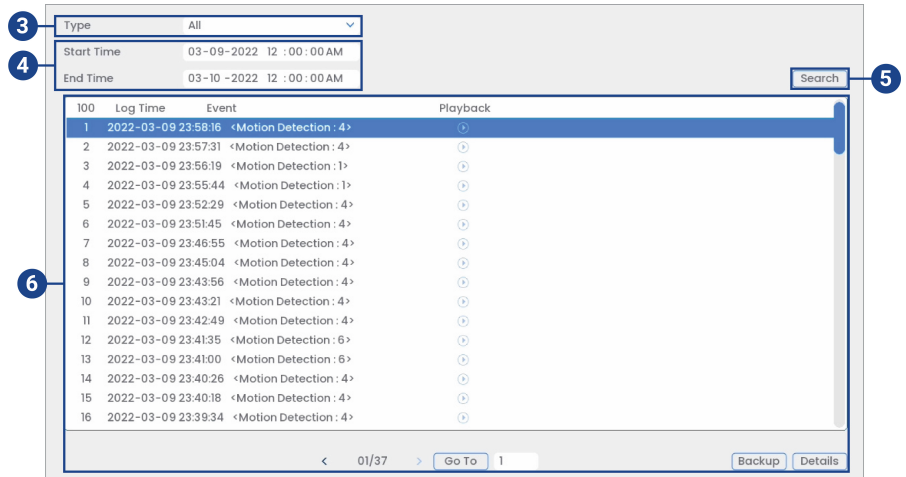 3 Type All
4 Start Time 03-09-2022 12 :00:00 AM
End Time 03-10 -2022 12 :00:00 AM
Search 5
100 Log Time Event Playback
1 2022-03-09 23:58:16 <Motion Detection : 4>
2 2022-03-09 23:57:31 <Motion Detection : 4>
3 2022-03-09 23:56:19 <Motion Detection : 1>
4 2022-03-09 23:55:44 <Motion Detection : 1>
5 2022-03-09 23:52:29 <Motion Detection : 4>
6 2022-03-09 23:51:45 <Motion Detection : 4>
7 2022-03-09 23:46:55 <Motion Detection : 4>
8 2022-03-09 23:45:04 <Motion Detection : 4>
6 9 2022-03-09 23:43:56 <Motion Detection : 4>
10 2022-03-09 23:43:21 <Motion Detection : 4>
11 2022-03-09 23:42:49 <Motion Detection : 4>
12 2022-03-09 23:41:35 <Motion Detection : 6>
13 2022-03-09 23:41:00 <Motion Detection : 6>
14 2022-03-09 23:40:26 <Motion Detection : 4>
15 2022-03-09 23:40:18 <Motion Detection : 4>
16 2022-03-09 23:39:34 <Motion Detection : 4>
< 01/37 > Go To 1 Backup Details